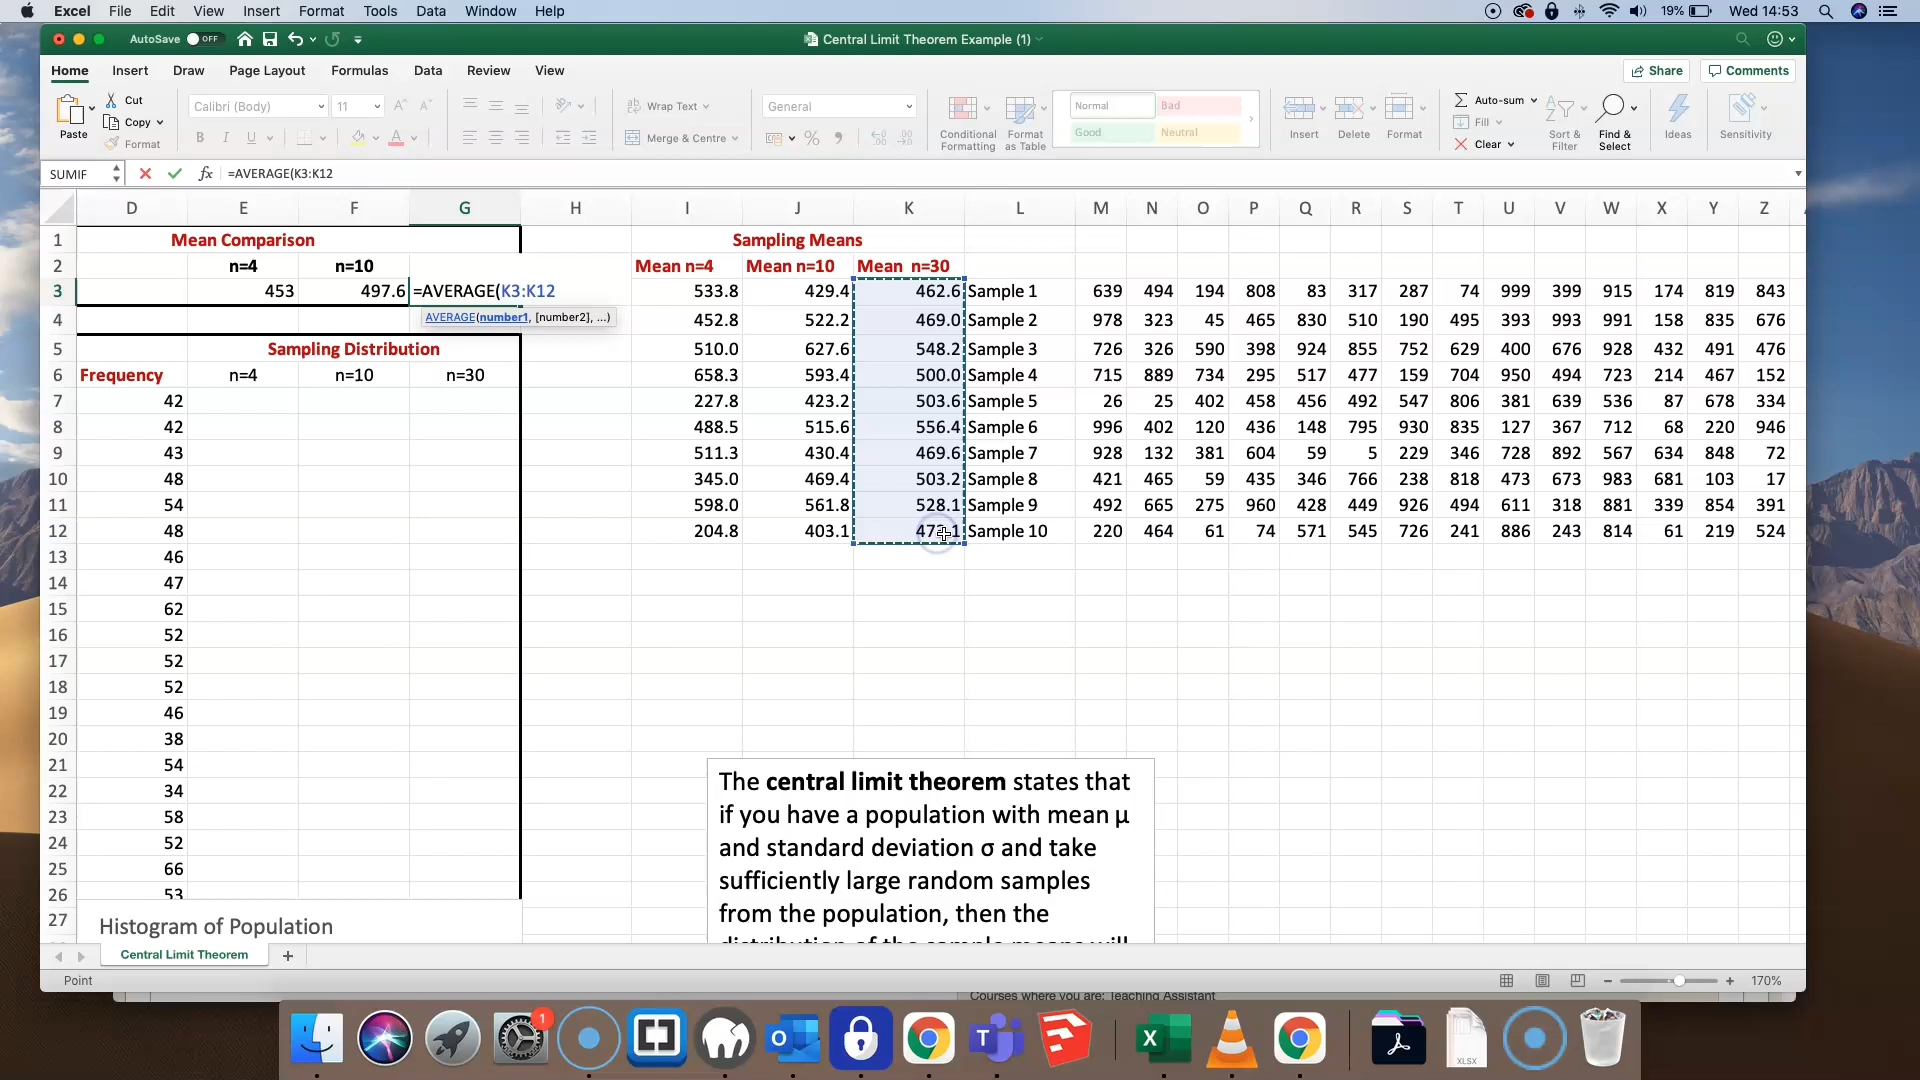 Excel File Edit View Insert Format Tools Data Window Help 19% Wed 14:53
AutoSave OFF Central Limit Theorem Example (1)
Home Insert Draw Page Layout Formulas Data Review View Share Comments
Paste Cut Copy Format
Calibri (Body) 11
B I U A
Wrap Text
Merge & Centre
General
Conditional Formatting
Format as Table
Normal Bad
Good Neutral
Insert Delete Format
Auto-sum
Fill
Clear
Sort & Filter
Find & Select
Ideas
Sensitivity
SUMIF fx =AVERAGE(K3:K12
D E F G H I J K L M N O P Q R S T U V W X Y Z
1 Mean Comparison Sampling Means
2 n=4 n=10 Mean n=4 Mean n=10 Mean n=30
3 453 497.6 =AVERAGE(K3:K12 533.8 429.4 462.6 Sample 1 639 494 194 808 83 317 287 74 999 399 915 174 819 843
AVERAGE(number1, [number2], ...)
4 452.8 522.2 469.0 Sample 2 978 323 45 465 830 510 190 495 393 993 991 158 835 676
5 Sampling Distribution 510.0 627.6 548.2 Sample 3 726 326 590 398 924 855 752 629 400 676 928 432 491 476
6 Frequency n=4 n=10 n=30 658.3 593.4 500.0 Sample 4 715 889 734 295 517 477 159 704 950 494 723 214 467 152
7 42 227.8 423.2 503.6 Sample 5 26 25 402 458 456 492 547 806 381 639 536 87 678 334
8 42 488.5 515.6 556.4 Sample 6 996 402 120 436 148 795 930 835 127 367 712 68 220 946
9 43 511.3 430.4 469.6 Sample 7 928 132 381 604 59 5 229 346 728 892 567 634 848 72
10 48 345.0 469.4 503.2 Sample 8 421 465 59 435 346 766 238 818 473 673 983 681 103 17
11 54 598.0 561.8 528.1 Sample 9 492 665 275 960 428 449 926 494 611 318 881 339 854 391
12 48 204.8 403.1 Sample 10 220 464 61 74 571 545 726 241 886 243 814 61 219 524
13 46
14 47
15 62
16 52
17 52
18 52
19 46
20 38
21 54
22 34
23 58
24 52
25 66
26 53
27
Histogram of Population
The central limit theorem states that
if you have a population with mean μ
and standard deviation σ and take
sufficiently large random samples
from the population, then the
distribution of the sample means will
Central Limit Theorem
Point 170%
Courses where you are: Teaching Assistant
1
XLSX